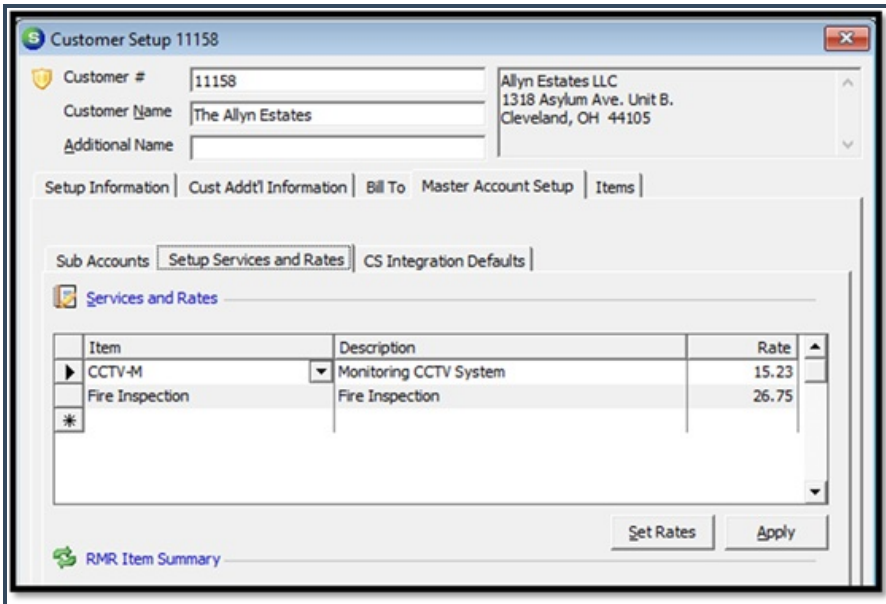 S Customer Setup 11158
Customer # 11158
Customer Name The Allyn Estates
Additional Name
Allyn Estates LLC
1318 Asylum Ave. Unit B.
Cleveland, OH 44105
Setup Information Cust Addt'l Information Bill To Master Account Setup Items
Sub Accounts Setup Services and Rates CS Integration Defaults
Services and Rates
Item Description Rate
CCTV-M Monitoring CCTV System 15.23
Fire Inspection Fire Inspection 26.75
Set Rates Apply
RMR Item Summary